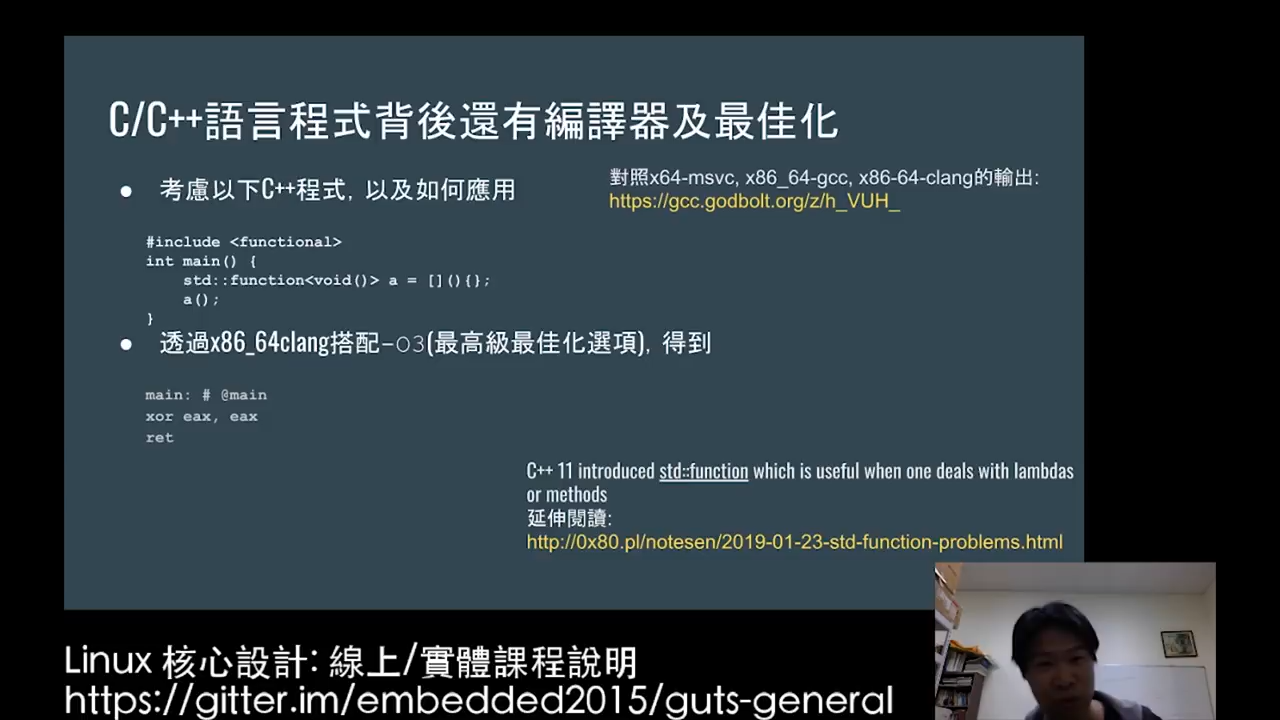 C/C++語言程式背後還有編譯器及最佳化
● 考慮以下C++程式, 以及如何應用
對照x64-msvc, x86_64-gcc, x86-64-clang的輸出:
https://gcc.godbolt.org/z/h_VUH_
#include <functional>
int main() {
    std::function<void()> a = [](){};
    a();
}
● 透過x86_64clang搭配-O3(最高級最佳化選項), 得到
main: # @main
xor eax, eax
ret
C++ 11 introduced std::function which is useful when one deals with lambdas
or methods
延伸閱讀:
http://0x80.pl/notesen/2019-01-23-std-function-problems.html
Linux 核心設計: 線上/實體課程說明
https://gitter.im/embedded2015/guts-general